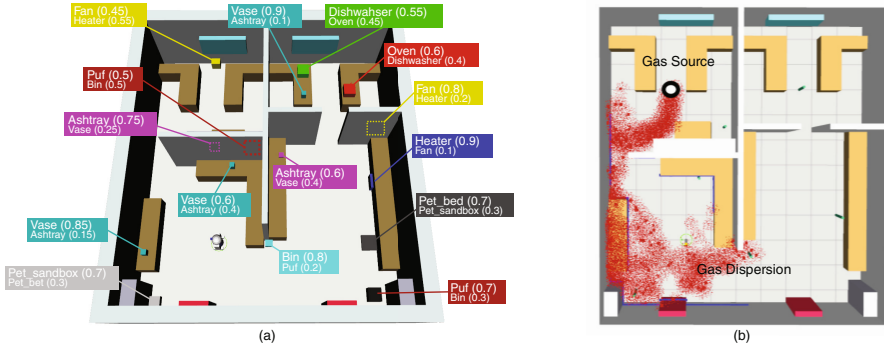 Fan (0.45)
Heater (0.55)
Vase (0.9)
Ashtray (0.1)
Dishwahser (0.55)
Oven (0.45)
Puf (0.5)
Bin (0.5)
Oven (0.6)
Dishwasher (0.4)
Fan (0.8)
Heater (0.2)
Ashtray (0.75)
Vase (0.25)
Heater (0.9)
Fan (0.1)
Ashtray (0.6)
Vase (0.4)
Vase (0.6)
Ashtray (0.4)
Pet_bed (0.7)
Pet_sandbox (0.3)
Vase (0.85)
Ashtray (0.15)
Bin (0.8)
Puf (0.2)
Pet_sandbox (0.7)
Pet_bet (0.3)
Puf (0.7)
Bin (0.3)
(a)
Gas Source
Gas Dispersion
(b)